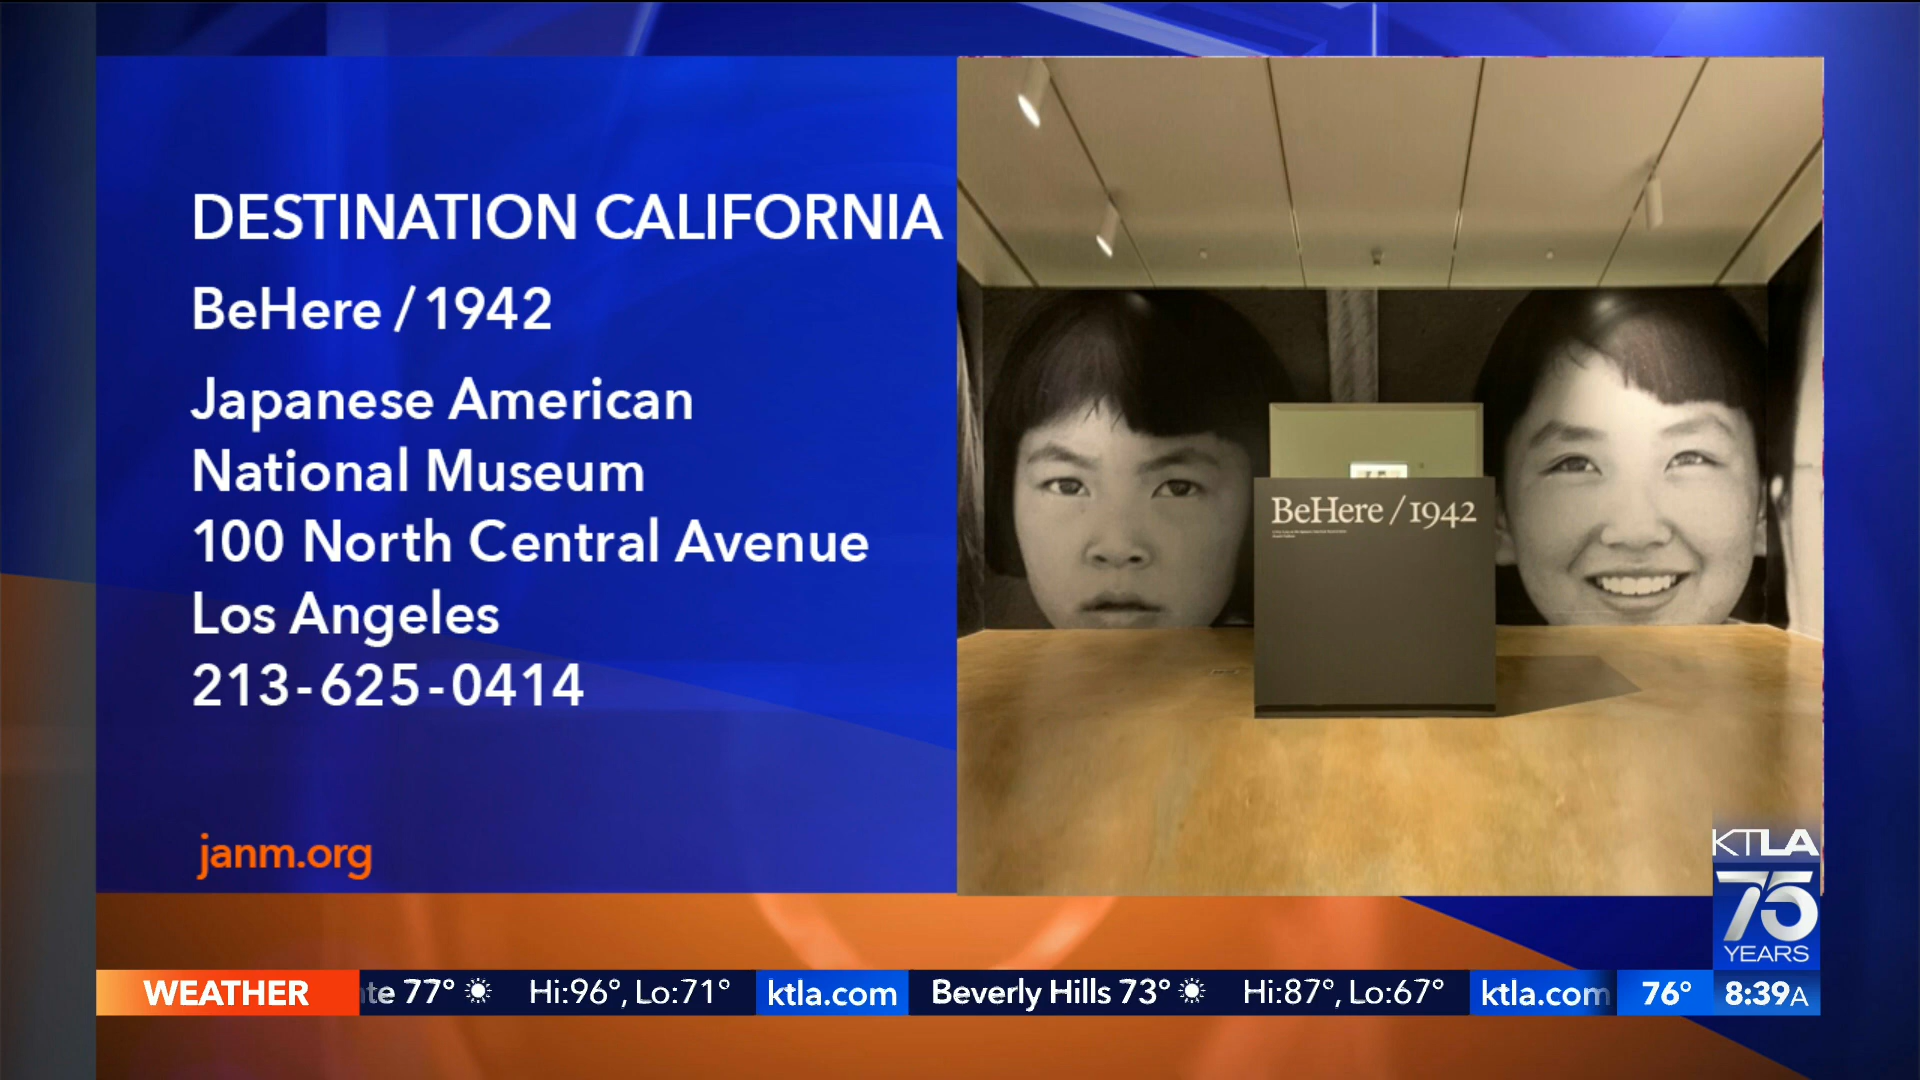 DESTINATION CALIFORNIA
BeHere / 1942
Japanese American
National Museum
100 North Central Avenue
Los Angeles
213-625-0414
janm.org
BeHere / 1942
KTLA
75
YEARS
WEATHER te 77° Hi:96°, Lo:71° ktla.com Beverly Hills 73° Hi:87°, Lo:67° ktla.com 76° 8:39A